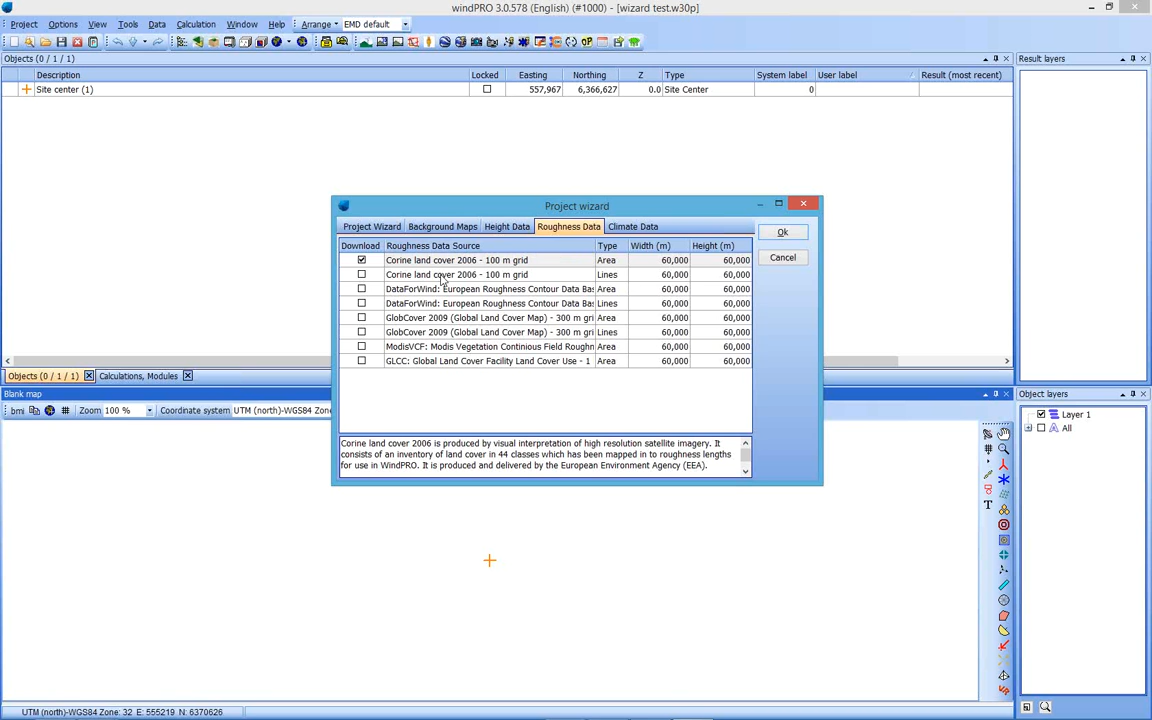 windPRO 3.0.578 (English) (#1000) - [wizard test.w30p]
Project Options View Tools Data Calculation Window Help Arrange EMD default
Objects (0 / 1 / 1)
Description Locked Easting Northing Z Type System label User label Result (most recent)
Site center (1) 557,967 6,366,627 0.0 Site Center 0
Result layers
Project wizard
Project Wizard Background Maps Height Data Roughness Data Climate Data
Download Roughness Data Source Type Width (m) Height (m)
Corine land cover 2006 - 100 m grid Area 60,000 60,000
Corine land cover 2006 - 100 m grid Lines 60,000 60,000
DataForWind: European Roughness Contour Data Bas Area 60,000 60,000
DataForWind: European Roughness Contour Data Bas Lines 60,000 60,000
GlobCover 2009 (Global Land Cover Map) - 300 m gri Area 60,000 60,000
GlobCover 2009 (Global Land Cover Map) - 300 m gri Lines 60,000 60,000
ModisVCF: Modis Vegetation Continious Field Roughn Area 60,000 60,000
GLCC: Global Land Cover Facility Land Cover Use - 1 Area 60,000 60,000
Corine land cover 2006 is produced by visual interpretation of high resolution satellite imagery. It
consists of an inventory of land cover in 44 classes which has been mapped in to roughness lengths
for use in WindPRO. It is produced and delivered by the European Environment Agency (EEA).
Ok
Cancel
Objects (0 / 1 / 1) Calculations, Modules
Blank map
bmi Zoom 100 % Coordinate system UTM (north)-WGS84 Zone
Object layers
Layer 1
All
UTM (north)-WGS84 Zone: 32 E: 555219 N: 6370626